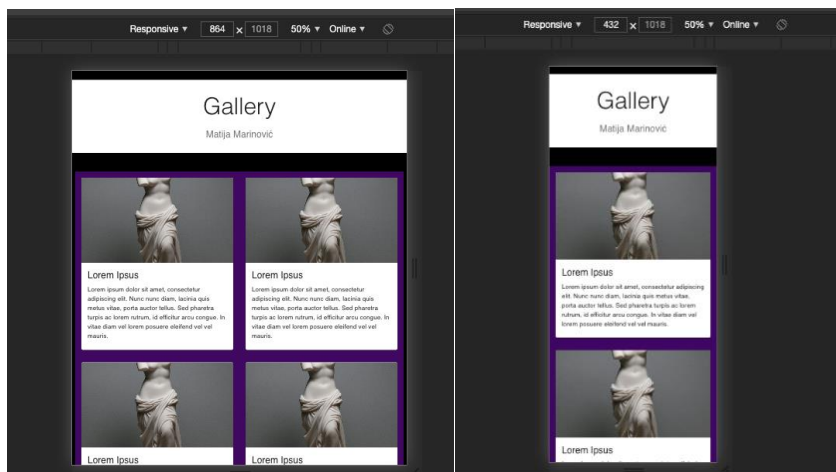 Responsive ▼ 864 × 1018 50% ▼ Online ▼
Gallery
Matija Marinović
Lorem Ipsus
Lorem ipsum dolor sit amet, consectetur
adipiscing elit. Nunc nunc diam, lacinia quis
metus vitae, porta auctor tellus. Sed pharetra
turpis ac lorem rutrum, id efficitur arcu congue. In
vitae diam vel lorem posuere eleifend vel vel
mauris.
Lorem Ipsus
Lorem ipsum dolor sit amet, consectetur
adipiscing elit. Nunc nunc diam, lacinia quis
metus vitae, porta auctor tellus. Sed pharetra
turpis ac lorem rutrum, id efficitur arcu congue. In
vitae diam vel lorem posuere eleifend vel vel
mauris.
Lorem Ipsus
Lorem Ipsus
Responsive ▼ 432 × 1018 50% ▼ Online ▼
Gallery
Matija Marinović
Lorem Ipsus
Lorem ipsum dolor sit amet, consectetur adipiscing
elit. Nunc nunc diam, lacinia quis metus vitae,
porta auctor tellus. Sed pharetra turpis ac lorem
rutrum, id efficitur arcu congue. In vitae diam vel
lorem posuere eleifend vel vel mauris.
Lorem Ipsus